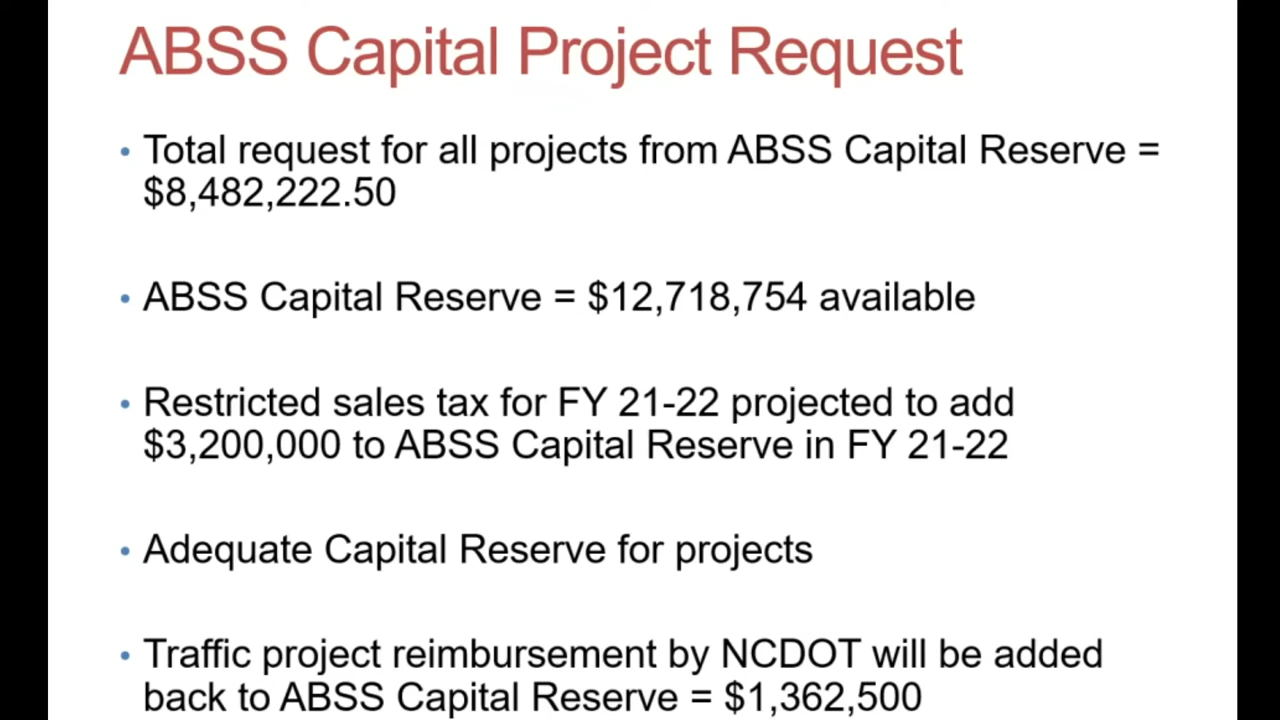 ABSS Capital Project Request
• Total request for all projects from ABSS Capital Reserve =
$8,482,222.50
• ABSS Capital Reserve = $12,718,754 available
• Restricted sales tax for FY 21-22 projected to add
$3,200,000 to ABSS Capital Reserve in FY 21-22
• Adequate Capital Reserve for projects
• Traffic project reimbursement by NCDOT will be added
back to ABSS Capital Reserve = $1,362,500